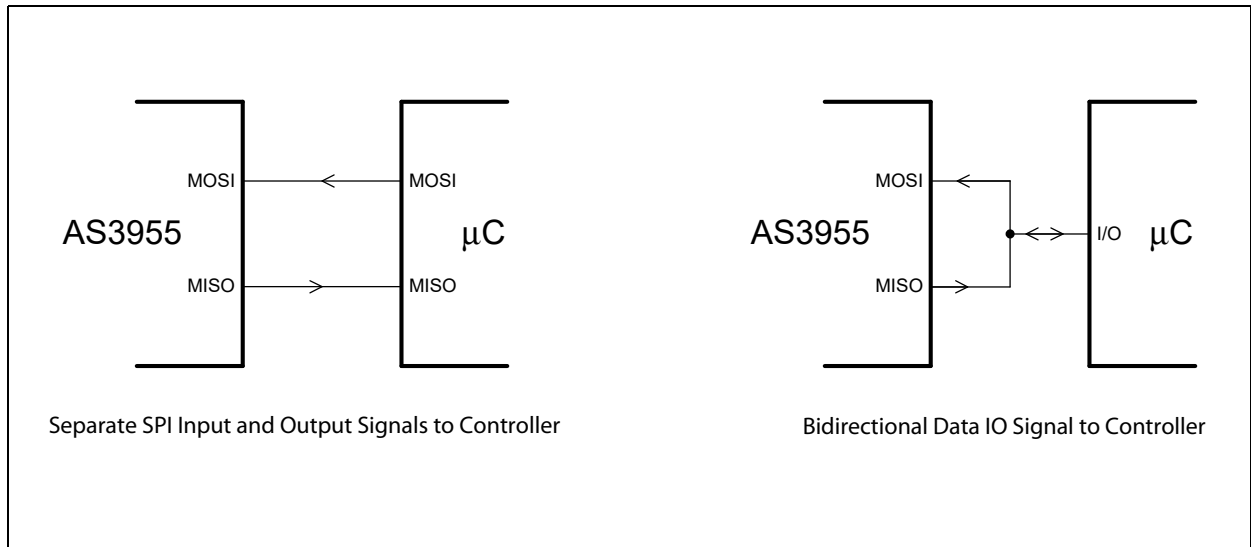 MOSI
MOSI
AS3955
μC
MISO
MISO
Separate SPI Input and Output Signals to Controller
MOSI
AS3955
I/O
μC
MISO
Bidirectional Data IO Signal to Controller